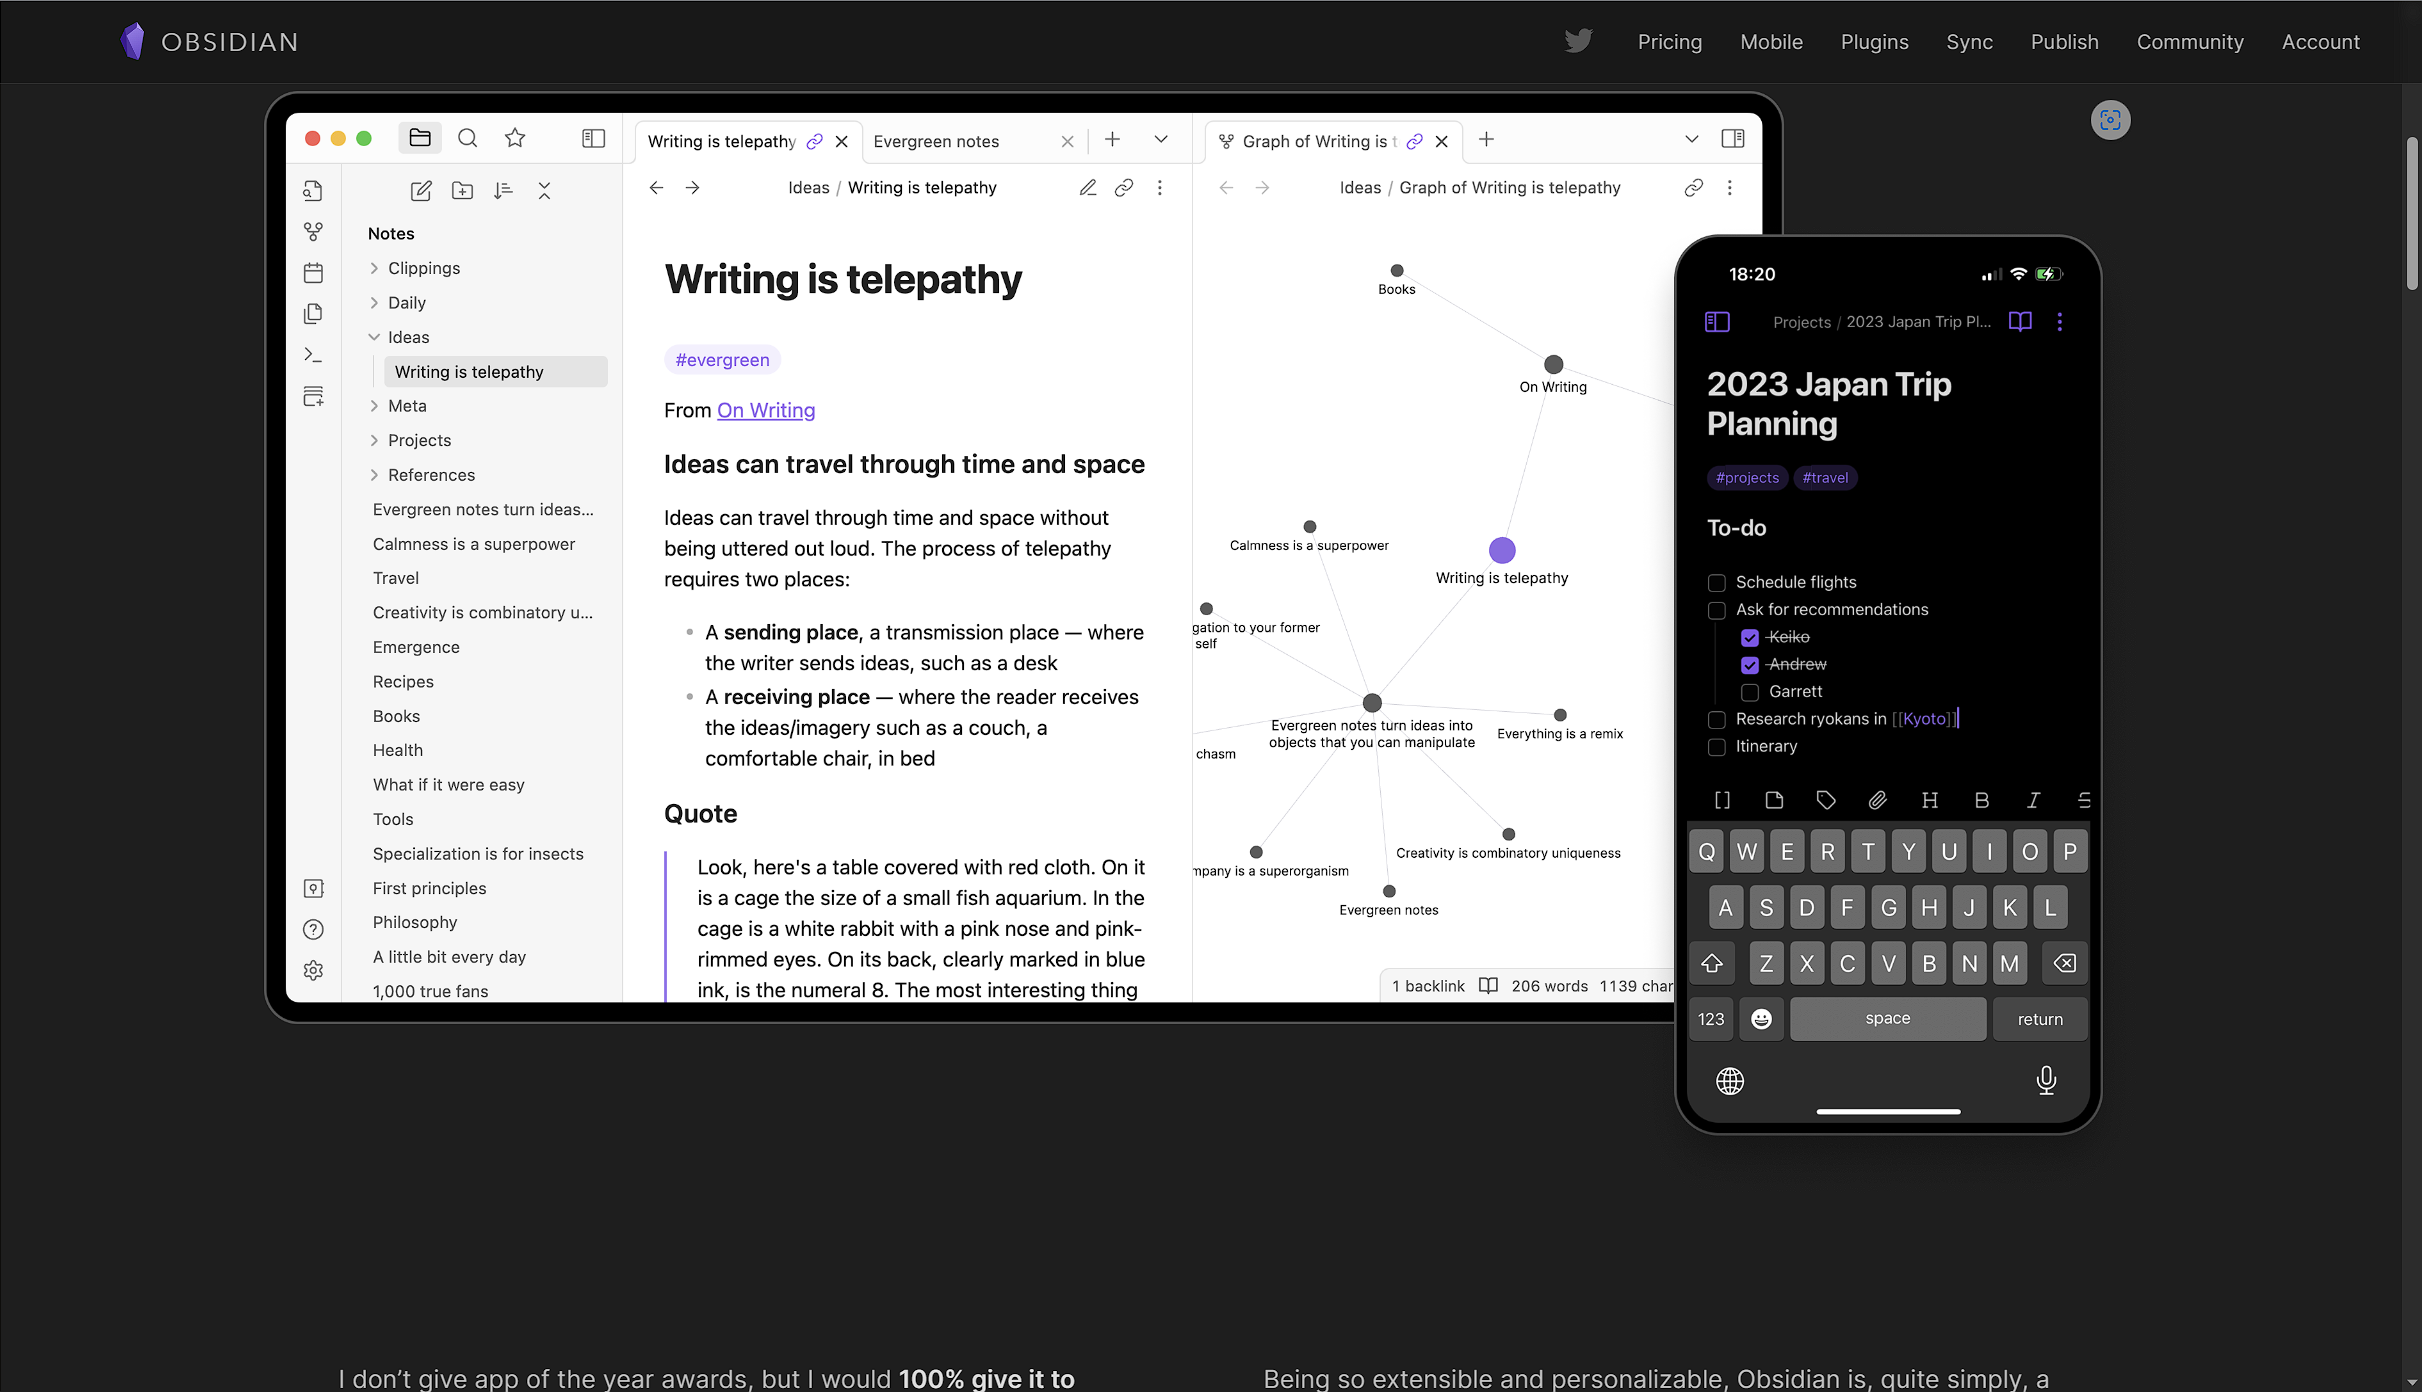 OBSIDIAN
Pricing
Mobile
Plugins
Sync
Publish
Community
Account
Writing is telepathy
Evergreen notes
Graph of Writing is t
Notes
Clippings
Daily
Ideas
Writing is telepathy
Meta
Projects
References
Evergreen notes turn ideas...
Calmness is a superpower
Travel
Creativity is combinatory u...
Emergence
Recipes
Books
Health
What if it were easy
Tools
Specialization is for insects
First principles
Philosophy
A little bit every day
1,000 true fans
Ideas / Writing is telepathy
Writing is telepathy
#evergreen
From On Writing
Ideas can travel through time and space
Ideas can travel through time and space without
being uttered out loud. The process of telepathy
requires two places:
A sending place, a transmission place — where
the writer sends ideas, such as a desk
A receiving place — where the reader receives
the ideas/imagery such as a couch, a
comfortable chair, in bed
Quote
Look, here's a table covered with red cloth. On it
is a cage the size of a small fish aquarium. In the
cage is a white rabbit with a pink nose and pink-
rimmed eyes. On its back, clearly marked in blue
ink, is the numeral 8. The most interesting thing
Ideas / Graph of Writing is telepathy
Books
On Writing
Calmness is a superpower
Writing is telepathy
gation to your former
self
Evergreen notes turn ideas into
objects that you can manipulate
Everything is a remix
chasm
Creativity is combinatory uniqueness
mpany is a superorganism
Evergreen notes
1 backlink
206 words
1139 char
18:20
Projects / 2023 Japan Trip Pl...
2023 Japan Trip
Planning
#projects #travel
To-do
Schedule flights
Ask for recommendations
Keiko
Andrew
Garrett
Research ryokans in [[Kyoto]]
Itinerary
[] H B I S
Q W E R T Y U I O P
A S D F G H J K L
Z X C V B N M
123 space return
I don’t give app of the year awards, but I would 100% give it to
Being so extensible and personalizable, Obsidian is, quite simply, a